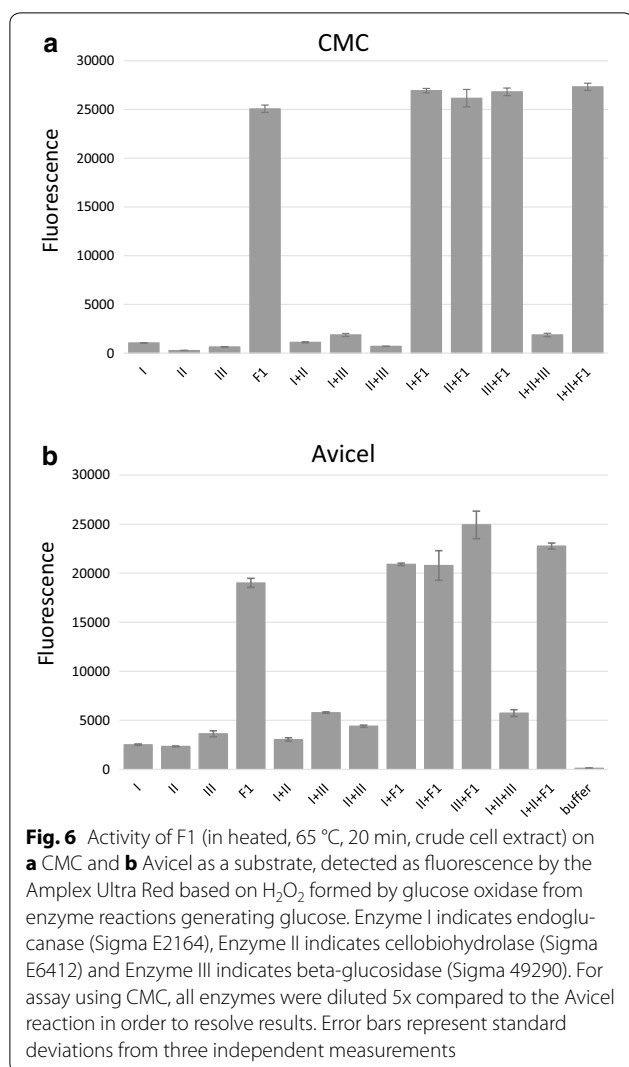 a
CMC
Fluorescence
30000
25000
20000
15000
10000
5000
0
I
II
III
F1
I+II
I+III
II+III
I+F1
II+F1
III+F1
I+II+III
I+II+F1
b
Avicel
Fluorescence
30000
25000
20000
15000
10000
5000
0
I
II
III
F1
I+II
I+III
II+III
I+F1
II+F1
III+F1
I+II+III
I+II+F1
buffer
Fig. 6 Activity of F1 (in heated, 65 °C, 20 min, crude cell extract) on
a CMC and b Avicel as a substrate, detected as fluorescence by the
Amplex Ultra Red based on H₂O₂ formed by glucose oxidase from
enzyme reactions generating glucose. Enzyme I indicates endoglu-
canase (Sigma E2164), Enzyme II indicates cellobiohydrolase (Sigma
E6412) and Enzyme III indicates beta-glucosidase (Sigma 49290). For
assay using CMC, all enzymes were diluted 5x compared to the Avicel
reaction in order to resolve results. Error bars represent standard
deviations from three independent measurements